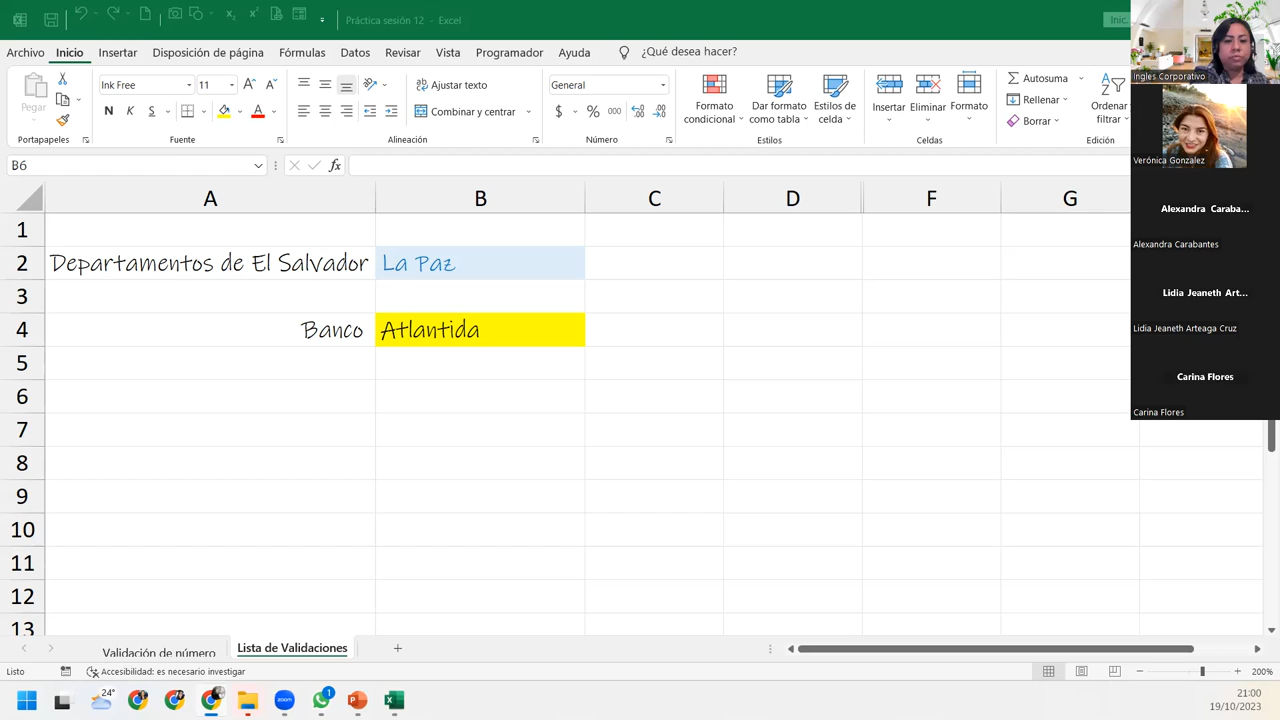 Práctica sesión 12 - Excel
Inic
Archivo Inicio Insertar Disposición de página Fórmulas Datos Revisar Vista Programador Ayuda ¿Qué desea hacer?
Pegar
Portapapeles
Ink Free 11
N K S
Fuente
Ajustar texto
Combinar y centrar
Alineación
General
$ % 000
Número
Formato condicional
Dar formato como tabla
Estilos de celda
Estilos
Insertar
Eliminar
Formato
Celdas
Autosuma
Rellenar
Borrar
Ordenar filtrar
Edición
B6
fx
A B C D F G
1
2 Departamentos de El Salvador La Paz
3
4 Banco Atlantida
5
6
7
8
9
10
11
12
13
Ingles Corporativo
Verónica Gonzalez
Alexandra Caraba...
Alexandra Carabantes
Lidia Jeaneth Art...
Lidia Jeaneth Arteaga Cruz
Carina Flores
Carina Flores
Validación de número Lista de Validaciones
Listo Accesibilidad: es necesario investigar 200%
24°
zoom
1
21:00
19/10/2023